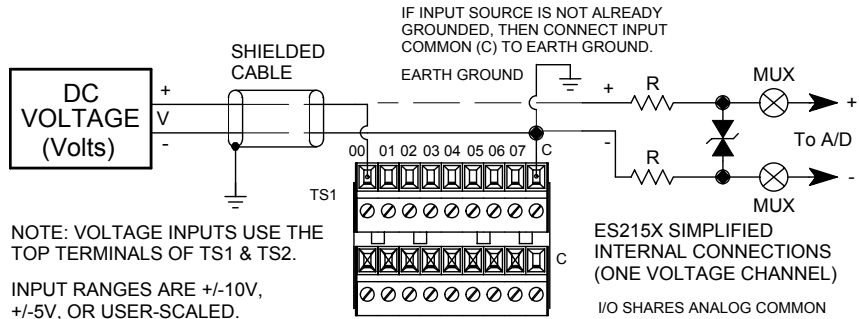 IF INPUT SOURCE IS NOT ALREADY
GROUNDED, THEN CONNECT INPUT
COMMON (C) TO EARTH GROUND.
SHIELDED
CABLE
EARTH GROUND
DC
VOLTAGE
(Volts)
+
V
-
+
R
MUX
+
To A/D
-
R
-
MUX
00 01 02 03 04 05 06 07 C
TS1
C
NOTE: VOLTAGE INPUTS USE THE
TOP TERMINALS OF TS1 & TS2.
INPUT RANGES ARE +/-10V,
+/-5V, OR USER-SCALED.
ES215X SIMPLIFIED
INTERNAL CONNECTIONS
(ONE VOLTAGE CHANNEL)
I/O SHARES ANALOG COMMON